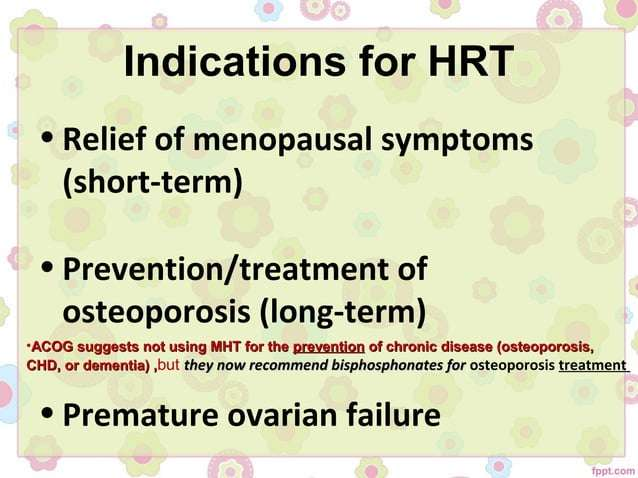 Indications for HRT
• Relief of menopausal symptoms
(short-term)
• Prevention/treatment of
osteoporosis (long-term)
•ACOG suggests not using MHT for the prevention of chronic disease (osteoporosis,
CHD, or dementia) ,but they now recommend bisphosphonates for osteoporosis treatment
• Premature ovarian failure
fppt.com